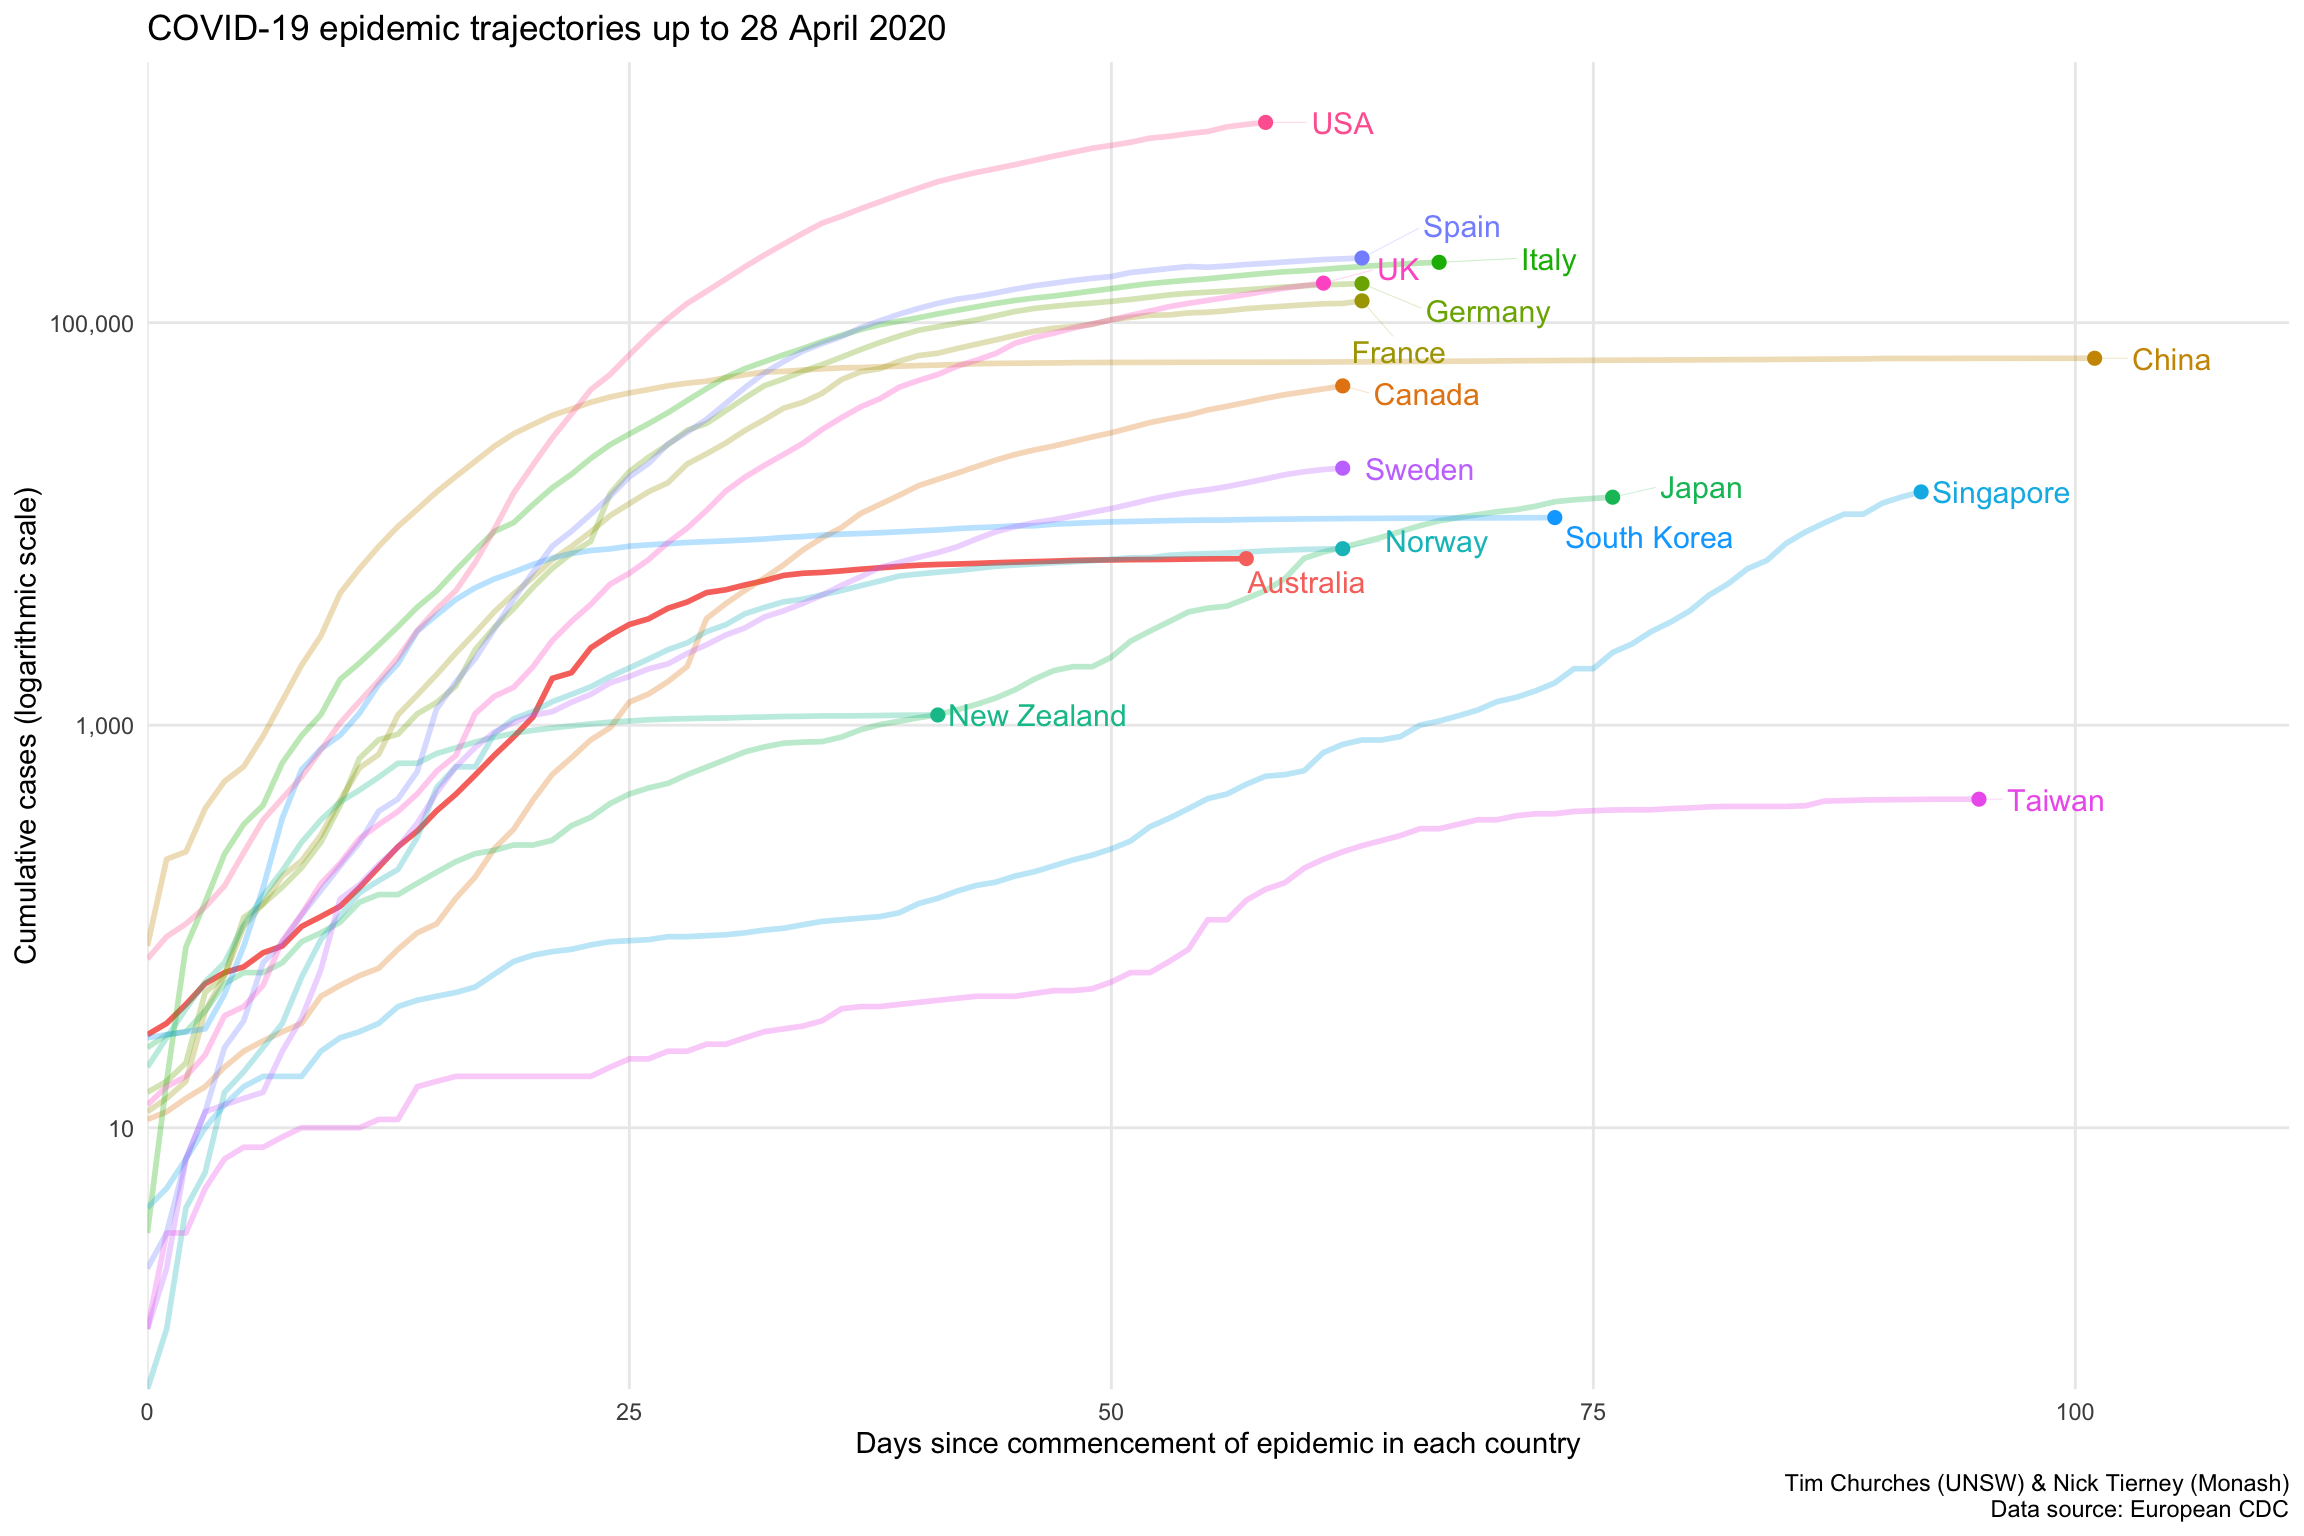 COVID-19 epidemic trajectories up to 28 April 2020
USA
Spain
Italy
UK
Germany
100,000
France
China
Canada
Sweden
Japan
Singapore
South Korea
Norway
Australia
New Zealand
1,000
Taiwan
10
Cumulative cases (logarithmic scale)
0 25 50 75 100
Days since commencement of epidemic in each country
Tim Churches (UNSW) & Nick Tierney (Monash)
Data source: European CDC